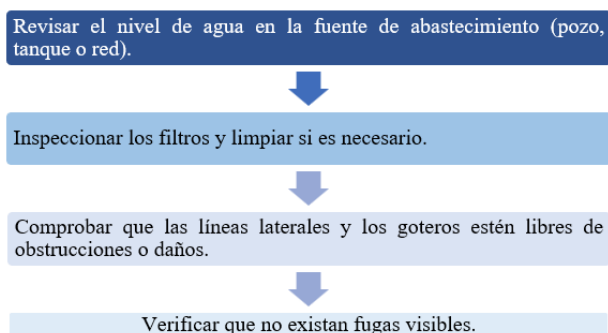 Revisar el nivel de agua en la fuente de abastecimiento (pozo,
tanque o red).
Inspeccionar los filtros y limpiar si es necesario.
Comprobar que las líneas laterales y los goteros estén libres de
obstrucciones o daños.
Verificar que no existan fugas visibles.